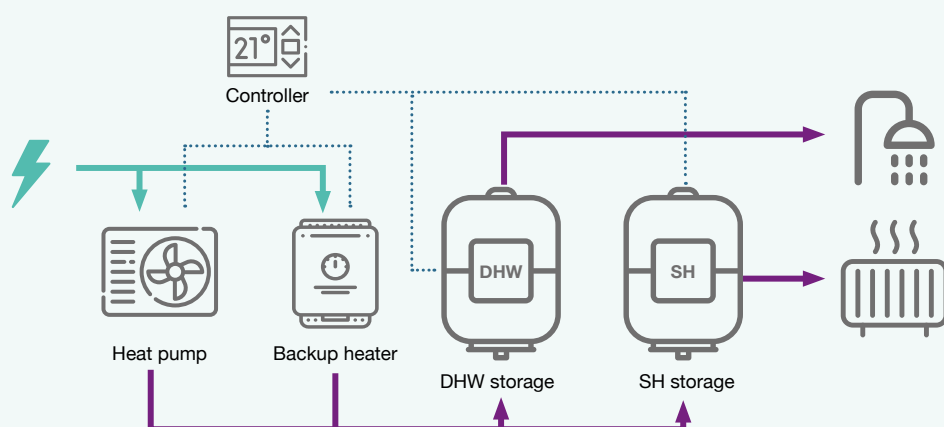 21°
Controller
DHW
SH
Heat pump
Backup heater
DHW storage
SH storage